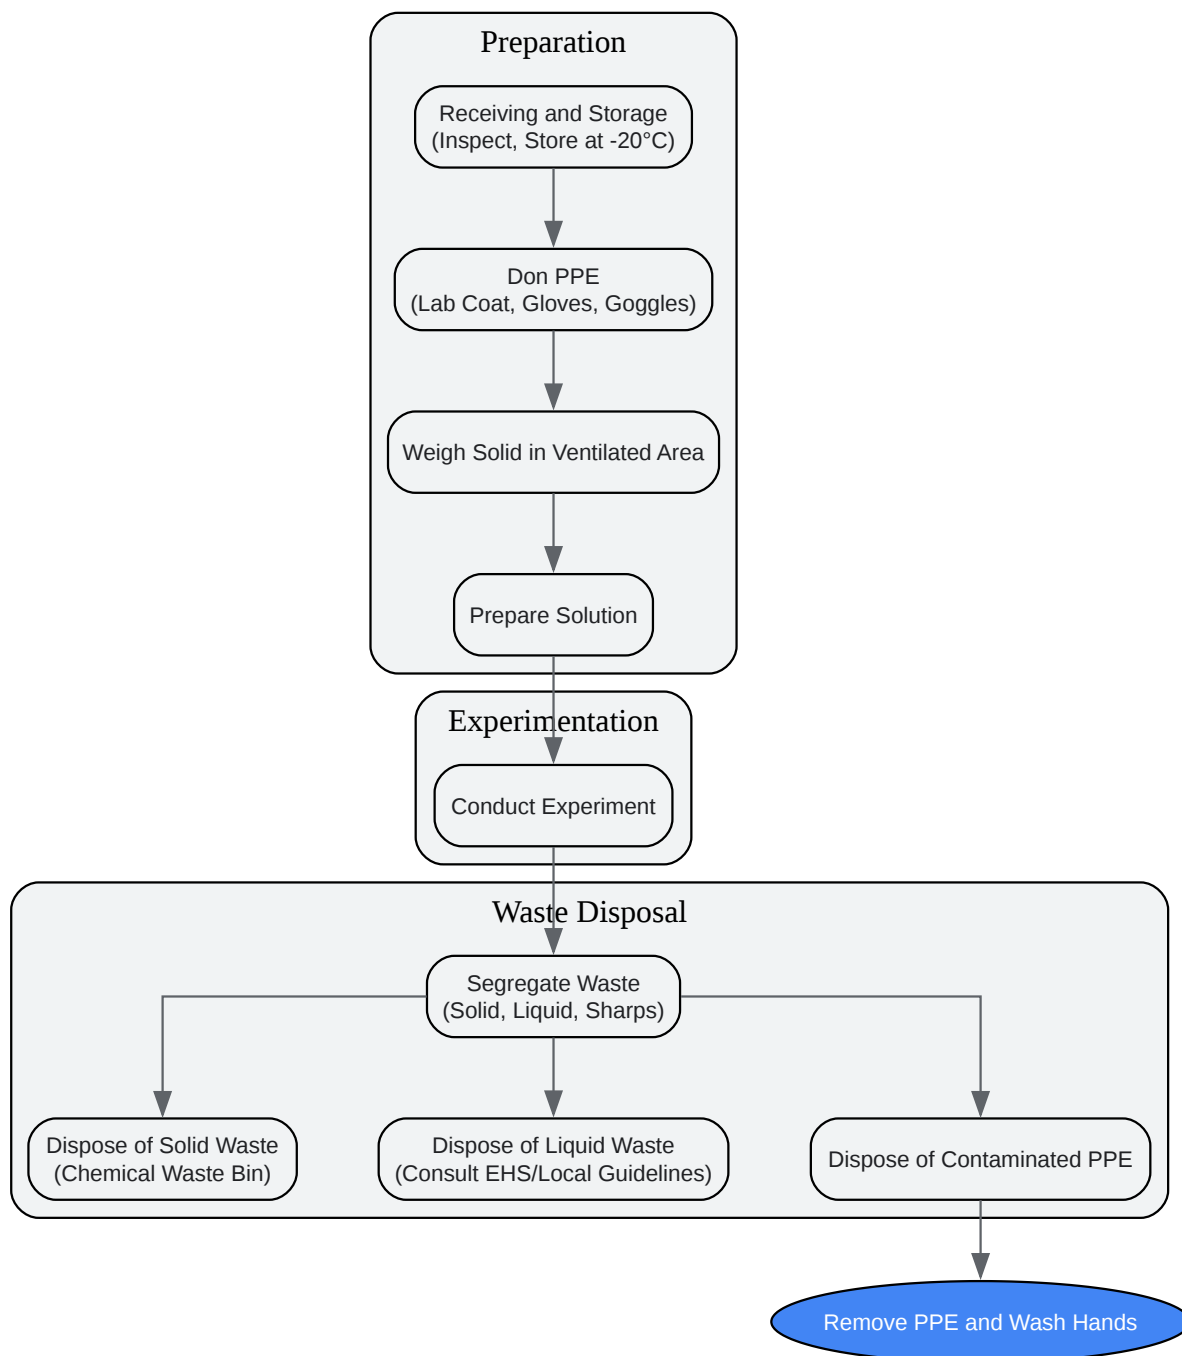 Preparation
Receiving and Storage
(Inspect, Store at -20°C)
Don PPE
(Lab Coat, Gloves, Goggles)
Weigh Solid in Ventilated Area
Prepare Solution
Experimentation
Conduct Experiment
Waste Disposal
Segregate Waste
(Solid, Liquid, Sharps)
Dispose of Solid Waste
(Chemical Waste Bin)
Dispose of Liquid Waste
(Consult EHS/Local Guidelines)
Dispose of Contaminated PPE
Remove PPE and Wash Hands